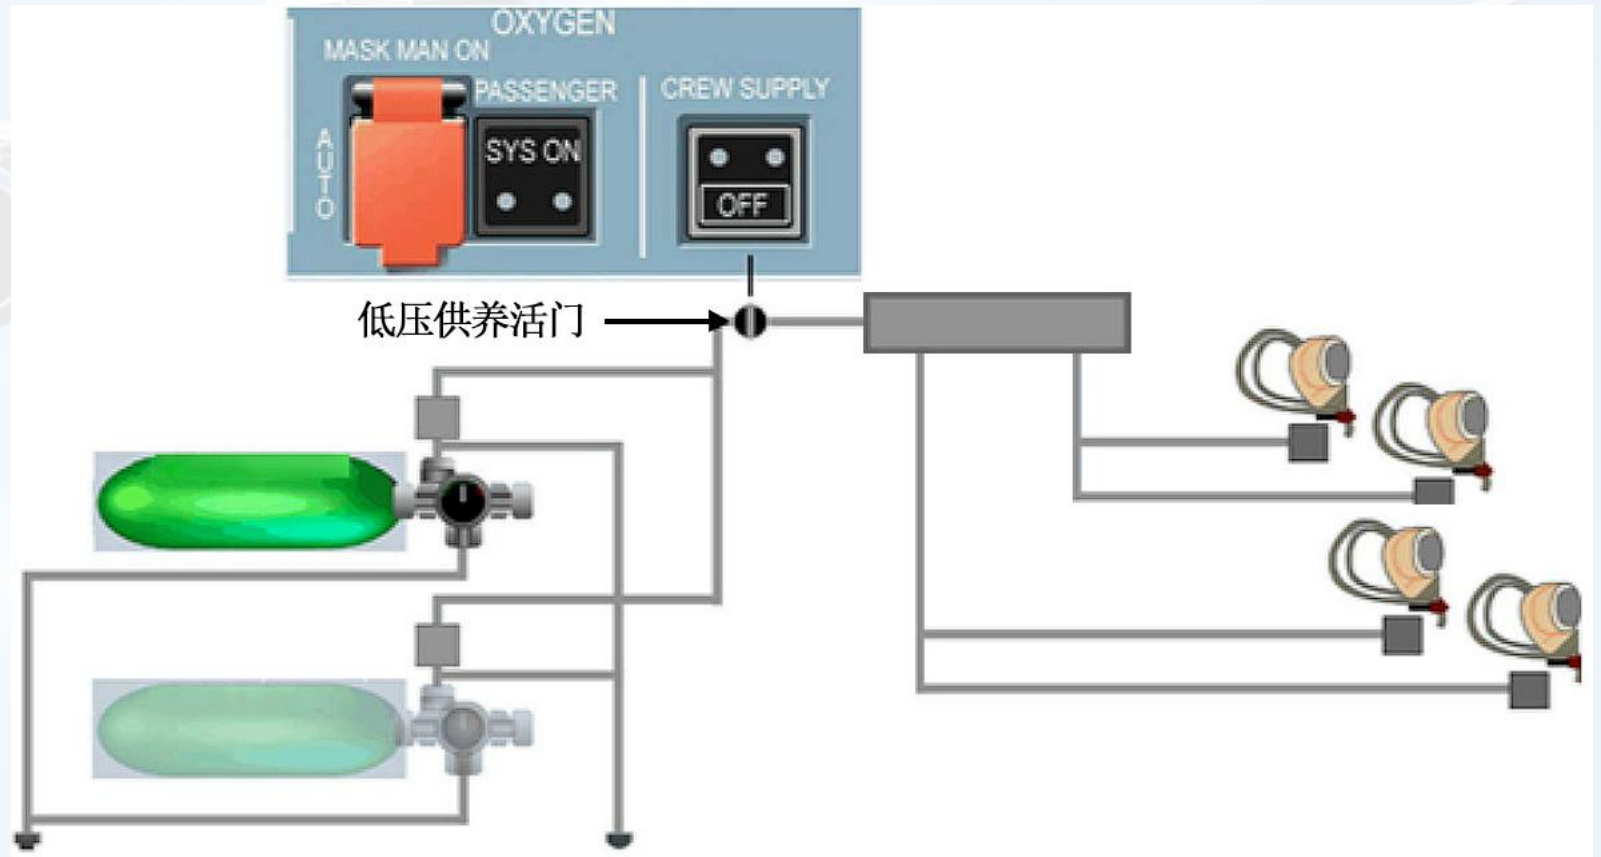 OXYGEN
MASK MAN ON
PASSENGER
CREW SUPPLY
AUTO
SYS ON
OFF
低压供养活门